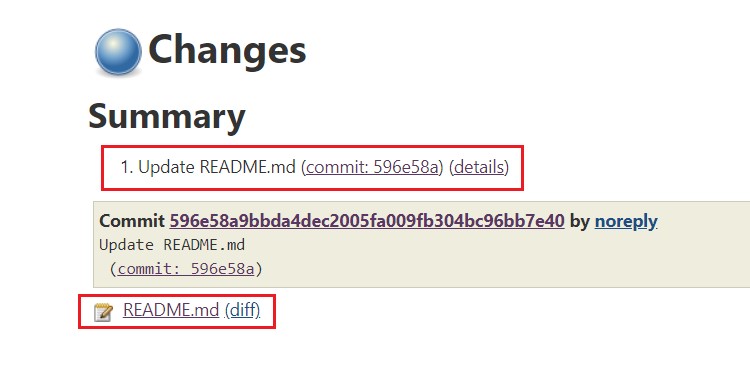 Changes
Summary
1. Update README.md (commit: 596e58a) (details)
Commit 596e58a9bbda4dec2005fa009fb304bc96bb7e40 by noreply
Update README.md
(commit: 596e58a)
README.md (diff)